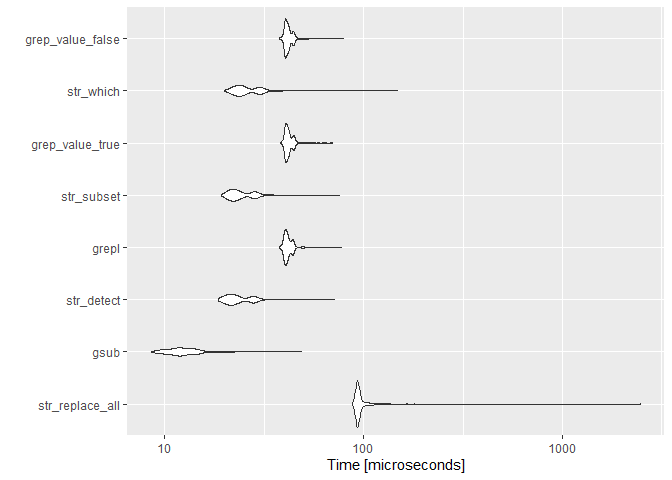 grep_value_false
str_which
grep_value_true
str_subset
grepl
str_detect
gsub
str_replace_all
10 100 1000
Time [microseconds]